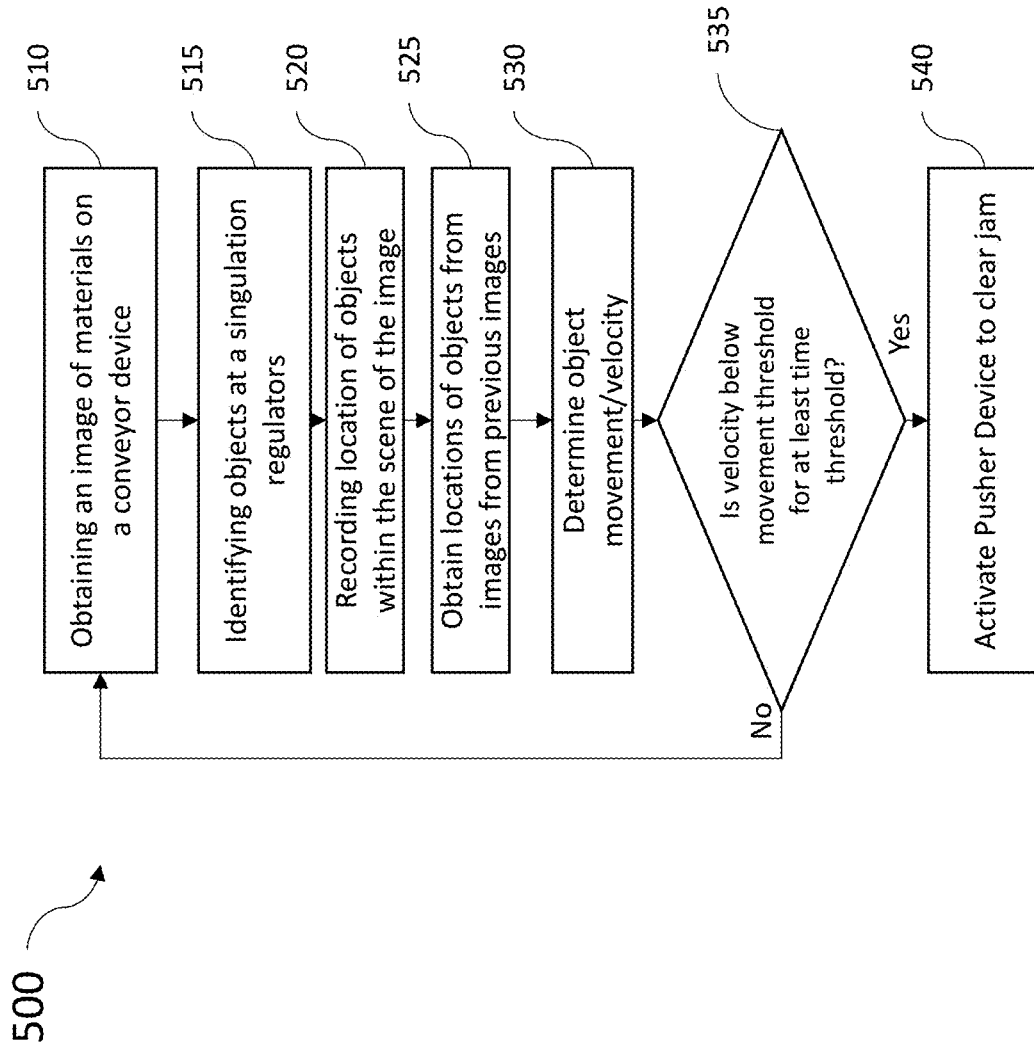 500
Obtaining an image of materials on
a conveyor device
510
Identifying objects at a singulation
regulators
515
Recording location of objects
within the scene of the image
520
Obtain locations of objects from
images from previous images
525
Determine object
movement/velocity
530
Is velocity below
movement threshold
for at least time
threshold?
535
No
Yes
Activate Pusher Device to clear jam
540